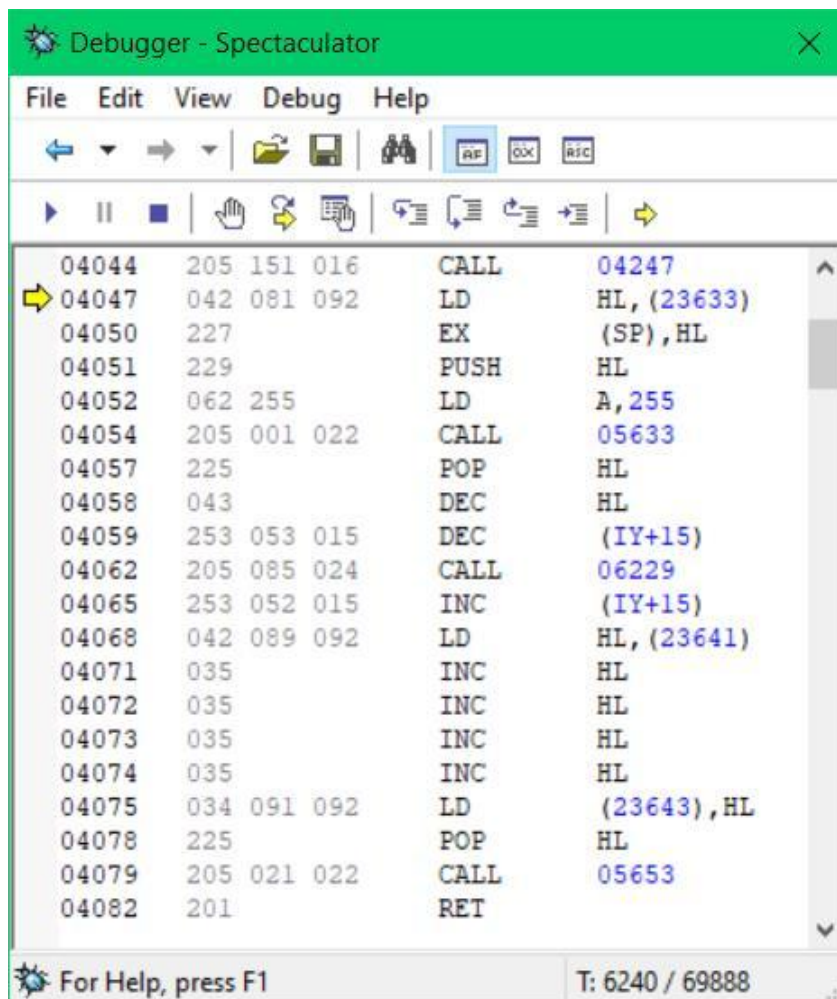 Debugger - Spectaculator
File Edit View Debug Help
AF 0X ASC
04044 205 151 016 CALL 04247
04047 042 081 092 LD HL,(23633)
04050 227 EX (SP),HL
04051 229 PUSH HL
04052 062 255 LD A,255
04054 205 001 022 CALL 05633
04057 225 POP HL
04058 043 DEC HL
04059 253 053 015 DEC (IY+15)
04062 205 085 024 CALL 06229
04065 253 052 015 INC (IY+15)
04068 042 089 092 LD HL,(23641)
04071 035 INC HL
04072 035 INC HL
04073 035 INC HL
04074 035 INC HL
04075 034 091 092 LD (23643),HL
04078 225 POP HL
04079 205 021 022 CALL 05653
04082 201 RET
For Help, press F1 T: 6240 / 69888